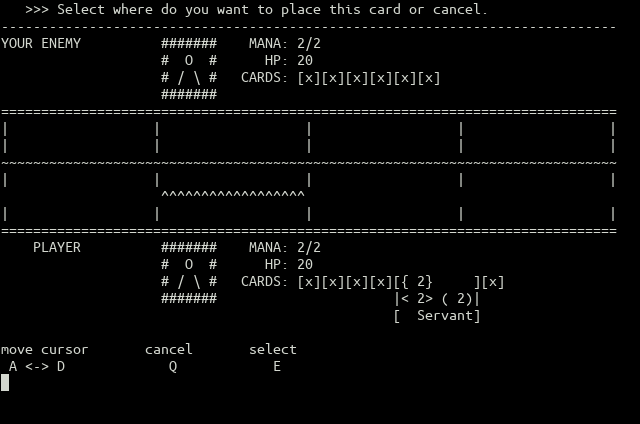 >>> Select where do you want to place this card or cancel.
-----------------------------------------------------------------------------
YOUR ENEMY          #######    MANA: 2/2
                    #  O  #      HP: 20
                    # / \ #   CARDS: [x][x][x][x][x][x]
                    #######
=============================================================================
|                  |                  |                  |                  |
|                  |                  |                  |                  |
~~~~~~~~~~~~~~~~~~~~~~~~~~~~~~~~~~~~~~~~~~~~~~~~~~~~~~~~~~~~~~~~~~~~~~~~~~~~~
|                  |                  |                  |                  |
                    ^^^^^^^^^^^^^^^^^^
|                  |                  |                  |                  |
=============================================================================
    PLAYER          #######    MANA: 2/2
                    #  O  #      HP: 20
                    # / \ #   CARDS: [x][x][x][x][{ 2}     ][x]
                    #######                      |< 2> ( 2)|
                                                 [  Servant]
move cursor       cancel       select
 A <-> D             Q            E